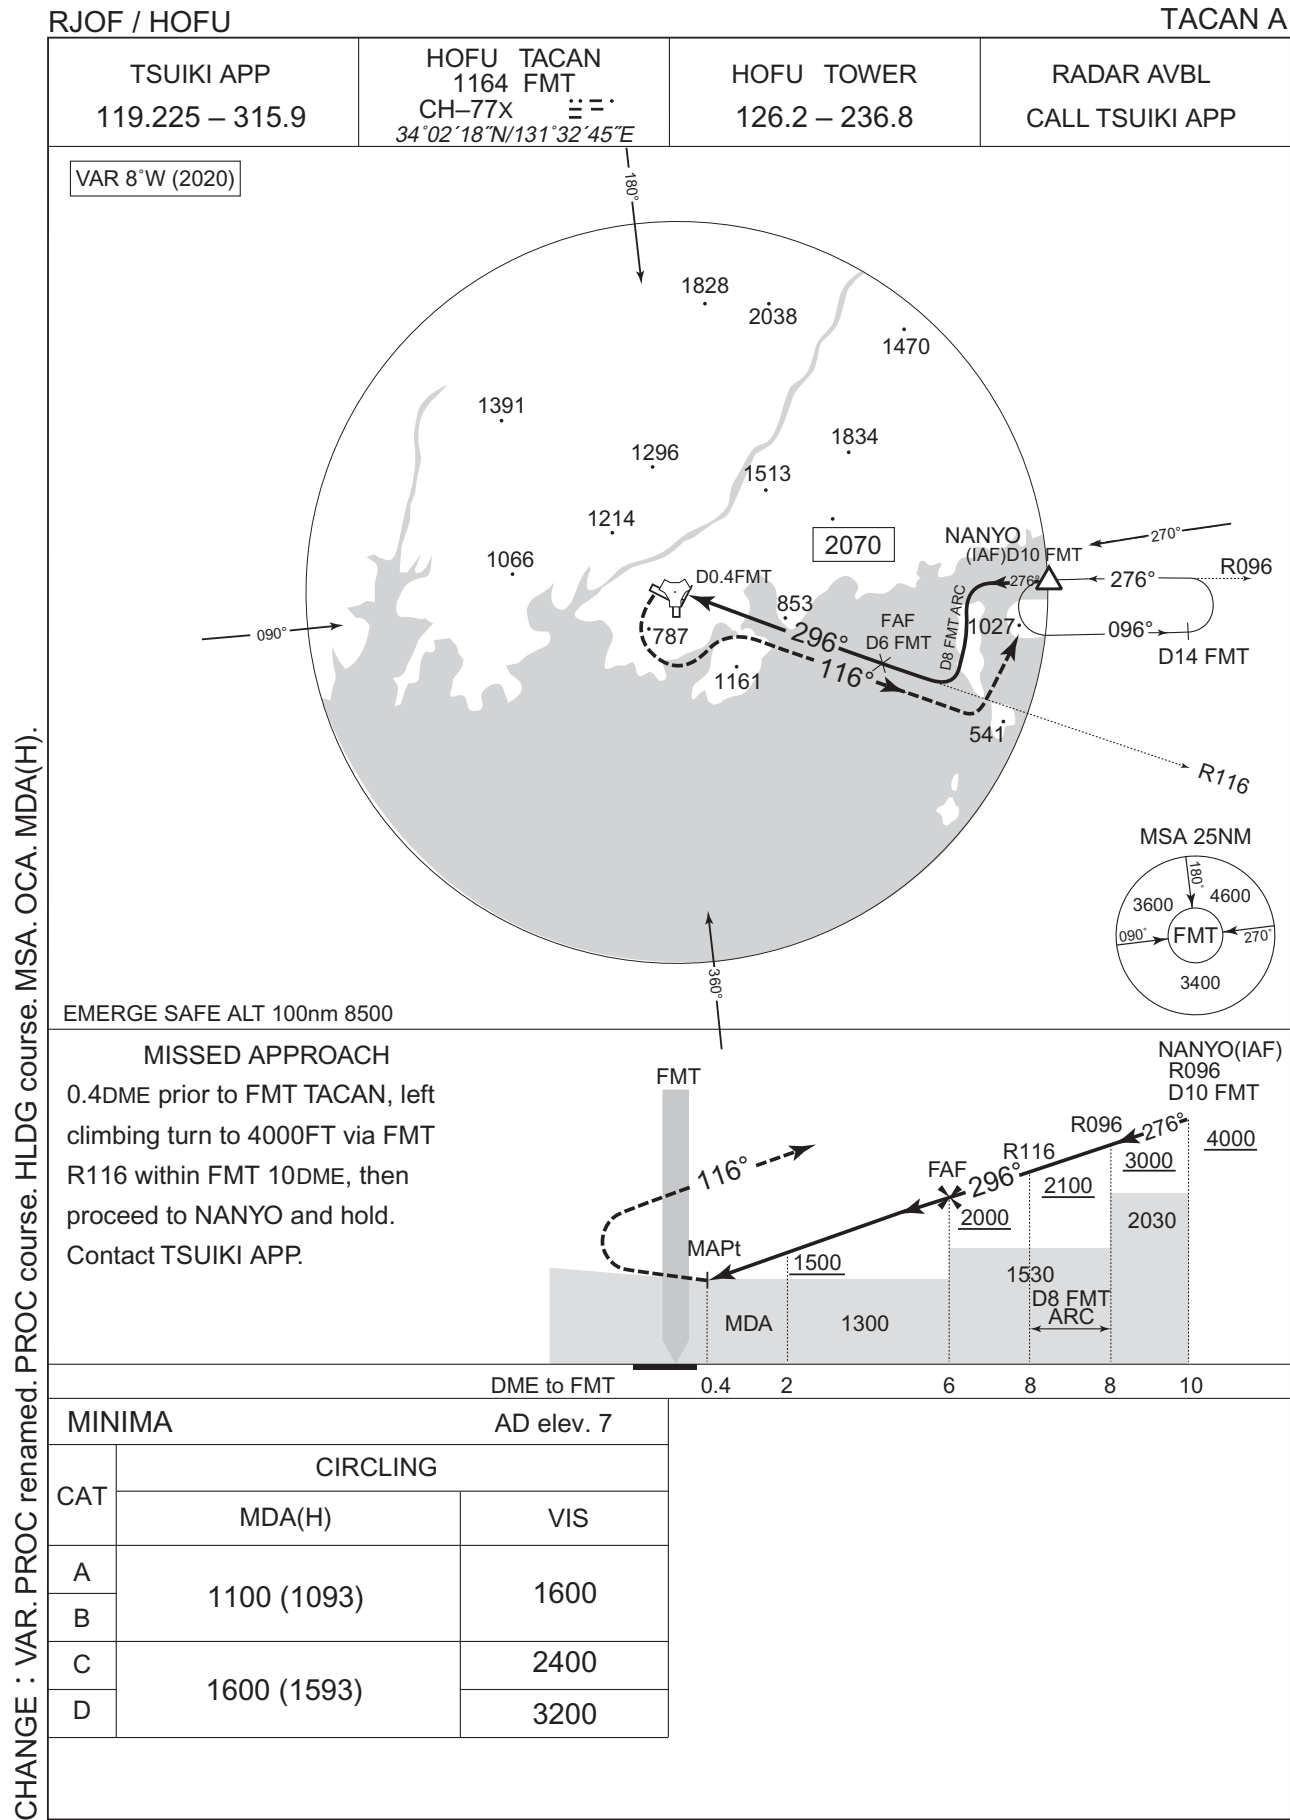 RJOF / HOFU
TACAN A
TSUIKI APP
119.225 – 315.9
HOFU TACAN
1164 FMT
CH–77X
34°02´18˝N/131°32´45˝E
HOFU TOWER
126.2 – 236.8
RADAR AVBL
CALL TSUIKI APP
VAR 8°W (2020)
180°
1828
2038
1470
1391
1296
1834
1513
1214
2070
1066
NANYO
(IAF)D10 FMT
270°
276°
276°
R096
D0.4FMT
853
090°
787
296°
FAF
D6 FMT
D8 FMT ARC
1027
096°
D14 FMT
116°
1161
541
R116
MSA 25NM
180°
3600
4600
090°
FMT
270°
3400
360°
EMERGE SAFE ALT 100nm 8500
MISSED APPROACH
0.4DME prior to FMT TACAN, left
climbing turn to 4000FT via FMT
R116 within FMT 10DME, then
proceed to NANYO and hold.
Contact TSUIKI APP.
FMT
NANYO(IAF)
R096
D10 FMT
R096
276°
4000
R116
3000
116°
FAF
296°
2100
2000
2030
MAPt
1500
1530
D8 FMT
ARC
MDA
1300
DME to FMT
0.4
2
6
8
8
10
MINIMA
AD elev. 7
CAT
CIRCLING
MDA(H)
VIS
A
1100 (1093)
1600
B
C
1600 (1593)
2400
D
3200
CHANGE : VAR. PROC renamed. PROC course. HLDG course. MSA. OCA. MDA(H).